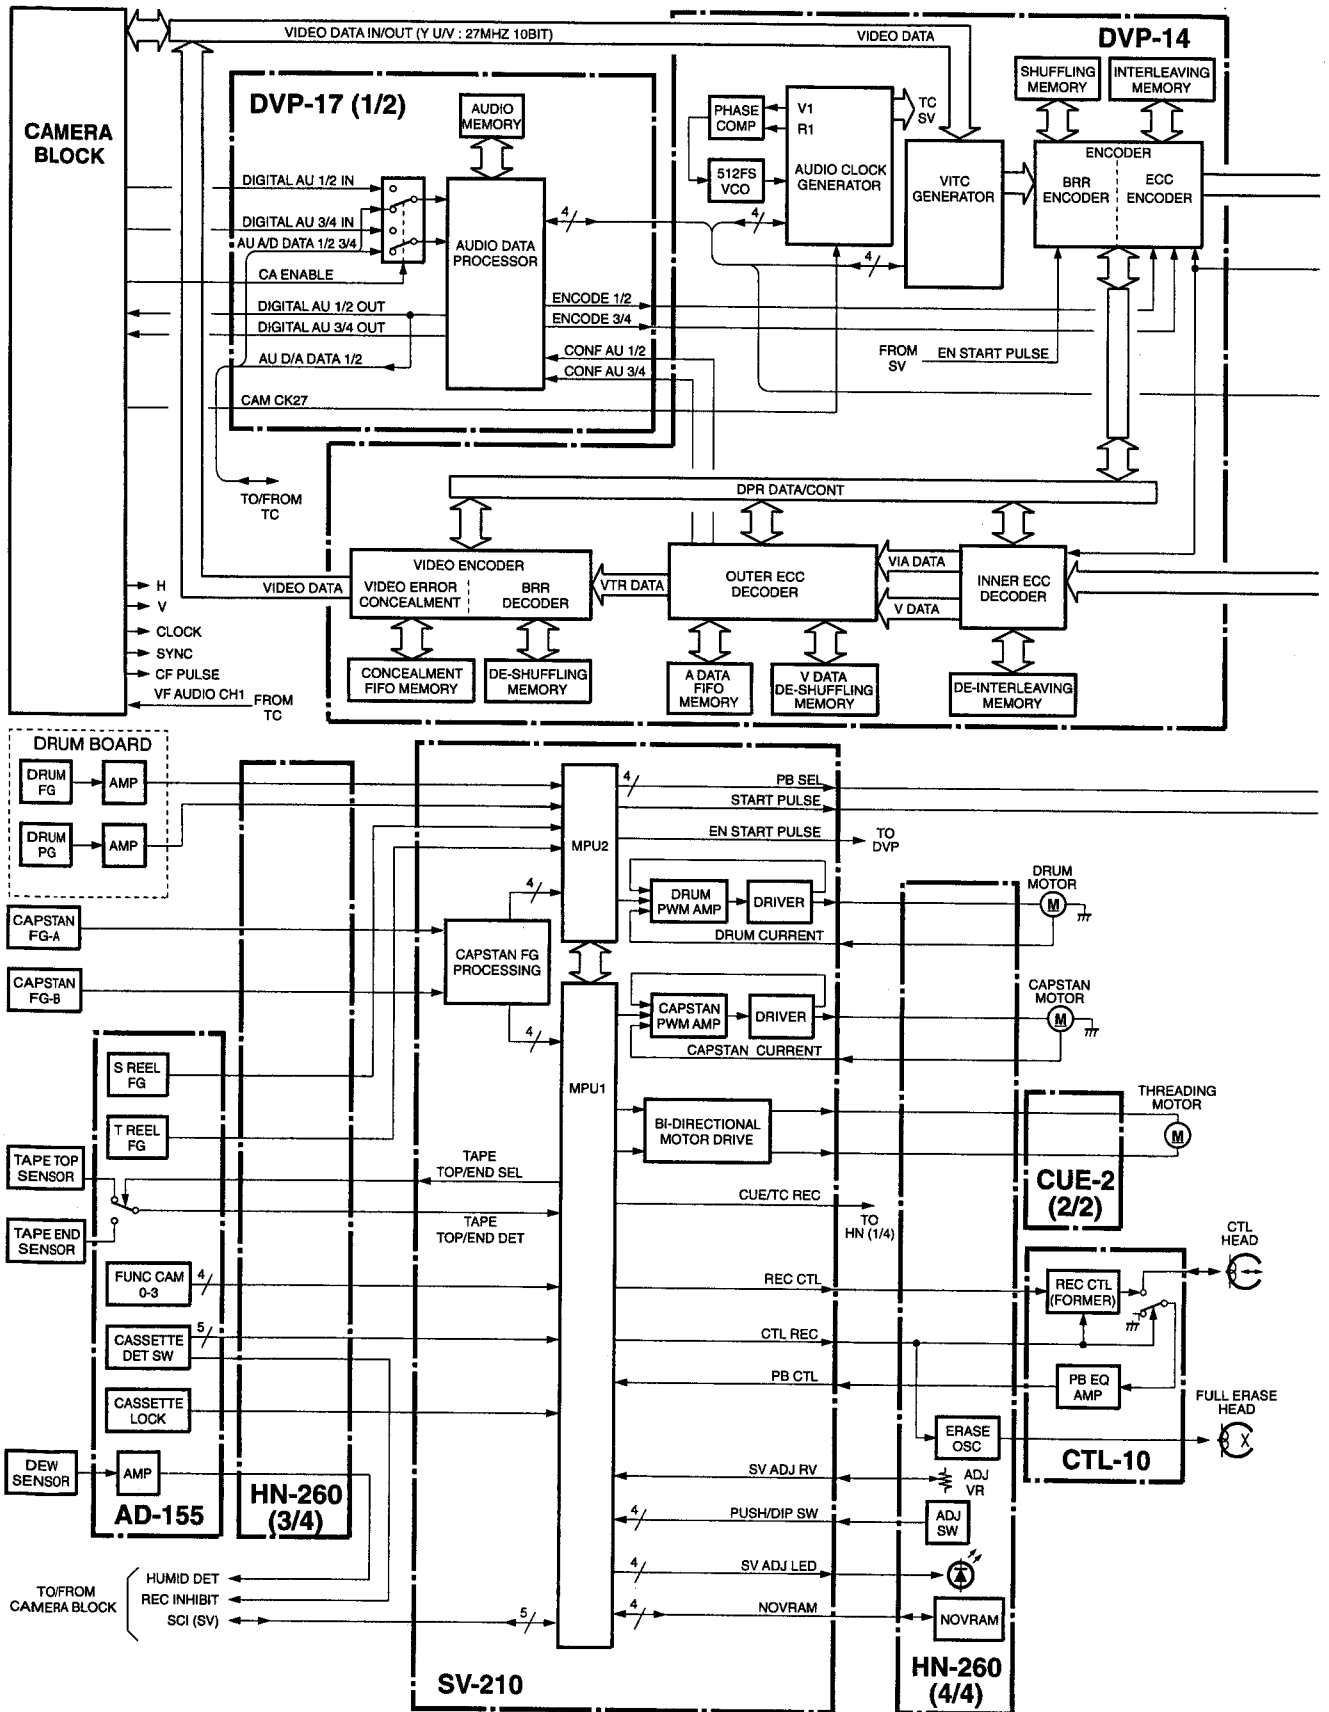 VIDEO DATA IN/OUT (Y U/V : 27MHZ 10BIT)
VIDEO DATA
DVP-14
CAMERA
BLOCK
DVP-17 (1/2)
AUDIO
MEMORY
DIGITAL AU 1/2 IN
DIGITAL AU 3/4 IN
AU A/D DATA 1/2 3/4
CA ENABLE
DIGITAL AU 1/2 OUT
DIGITAL AU 3/4 OUT
AU D/A DATA 1/2
CAM CK27
AUDIO DATA
PROCESSOR
4
ENCODE 1/2
ENCODE 3/4
CONF AU 1/2
CONF AU 3/4
PHASE
COMP
512FS
VCO
V1
R1
AUDIO CLOCK
GENERATOR
TC
SV
4
4
VITC
GENERATOR
SHUFFLING
MEMORY
INTERLEAVING
MEMORY
ENCODER
BRR
ENCODER
ECC
ENCODER
FROM
SV
EN START PULSE
TO/FROM
TC
DPR DATA/CONT
VIDEO DATA
VIDEO ENCODER
VIDEO ERROR
CONCEALMENT
BRR
DECODER
VTR DATA
OUTER ECC
DECODER
VIA DATA
V DATA
INNER ECC
DECODER
CONCEALMENT
FIFO MEMORY
DE-SHUFFLING
MEMORY
A DATA
FIFO
MEMORY
V DATA
DE-SHUFFLING
MEMORY
DE-INTERLEAVING
MEMORY
H
V
CLOCK
SYNC
CF PULSE
VF AUDIO CH1
FROM
TC
DRUM BOARD
DRUM
FG
AMP
DRUM
PG
AMP
CAPSTAN
FG-A
CAPSTAN
FG-B
S REEL
FG
T REEL
FG
TAPE TOP
SENSOR
TAPE END
SENSOR
FUNC CAM
0-3
4
CASSETTE
DET SW
5
CASSETTE
LOCK
DEW
SENSOR
AMP
AD-155
HN-260
(3/4)
TO/FROM
CAMERA BLOCK
HUMID DET
REC INHIBIT
SCI (SV)
5
MPU2
4
CAPSTAN FG
PROCESSING
4
MPU1
TAPE
TOP/END SEL
TAPE
TOP/END DET
4
PB SEL
START PULSE
EN START PULSE
TO
DVP
DRUM
PWM AMP
DRIVER
DRUM CURRENT
DRUM
MOTOR
M
CAPSTAN
PWM AMP
DRIVER
CAPSTAN CURRENT
CAPSTAN
MOTOR
M
BI-DIRECTIONAL
MOTOR DRIVE
THREADING
MOTOR
M
CUE-2
(2/2)
CUE/TC REC
TO
HN (1/4)
REC CTL
CTL REC
PB CTL
REC CTL
(FORMER)
PB EQ
AMP
CTL-10
CTL
HEAD
FULL ERASE
HEAD
X
ERASE
OSC
SV ADJ RV
ADJ
VR
4
PUSH/DIP SW
ADJ
SW
4
SV ADJ LED
4
NOVRAM
NOVRAM
SV-210
HN-260
(4/4)